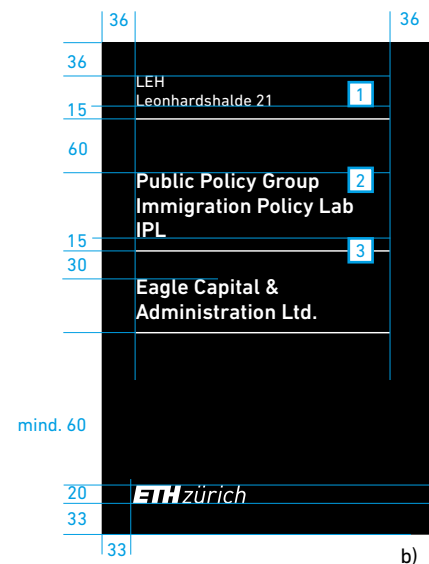 36 36
36
LEH
Leonhardshalde 21
1
15
60
Public Policy Group
2
Immigration Policy Lab
IPL
15
3
30
Eagle Capital &
Administration Ltd.
mind. 60
20
ETH zürich
33
33
b)